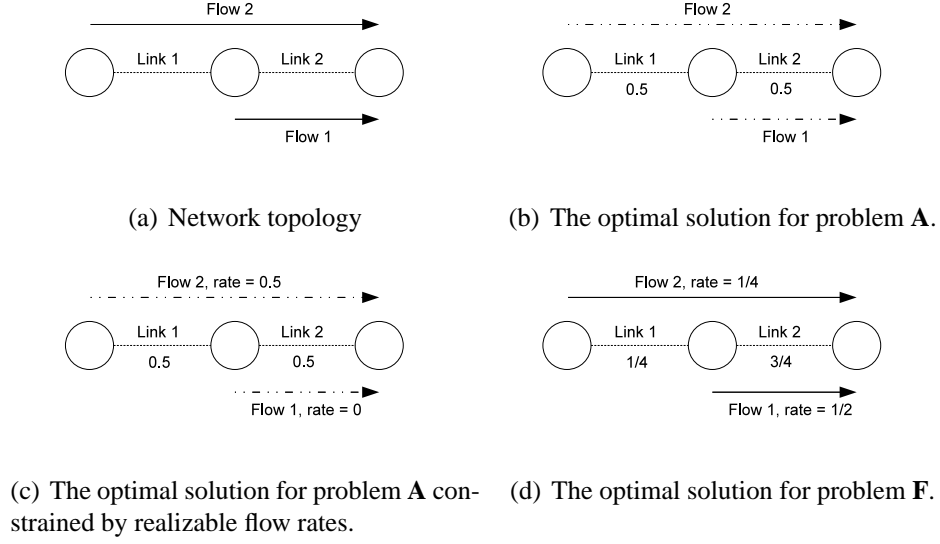 Flow 2
Link 1
Link 2
Flow 1
(a) Network topology
Flow 2
Link 1
Link 2
0.5
0.5
Flow 1
(b) The optimal solution for problem A.
Flow 2, rate = 0.5
Link 1
Link 2
0.5
0.5
Flow 1, rate = 0
(c) The optimal solution for problem A con-
strained by realizable flow rates.
Flow 2, rate = 1/4
Link 1
Link 2
1/4
3/4
Flow 1, rate = 1/2
(d) The optimal solution for problem F.